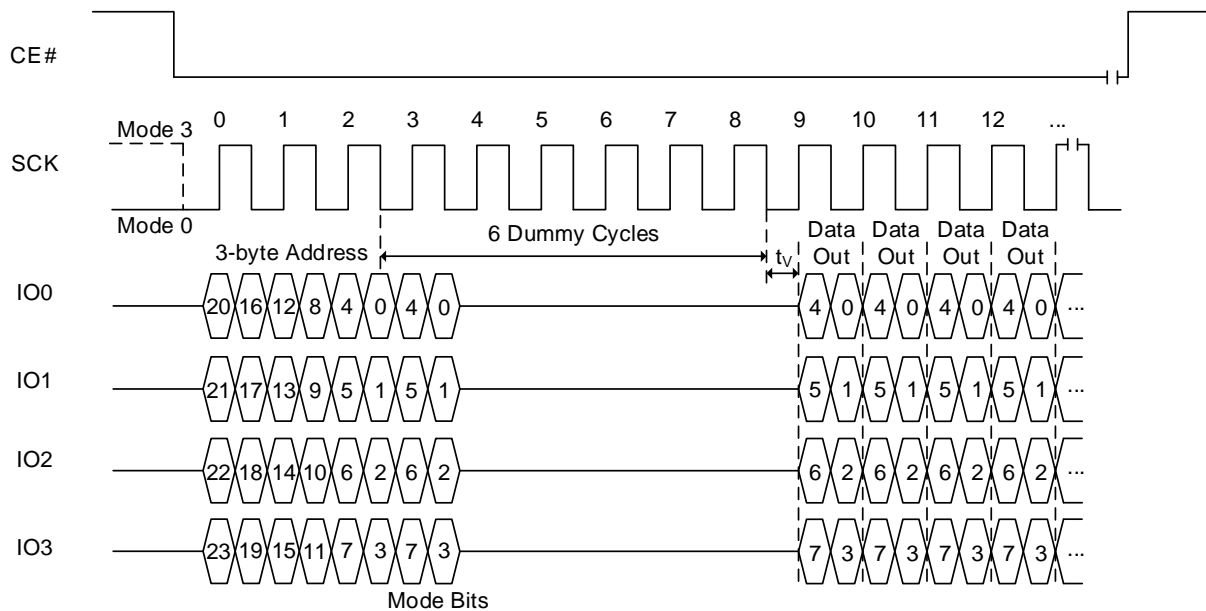 CE#
0 1 2 3 4 5 6 7 8 9 10 11 12 ...
Mode 3
SCK
Mode 0
3-byte Address
6 Dummy Cycles
tV
Data Out
Data Out
Data Out
Data Out
IO0
20 16 12 8 4 0 4 0 4 0 4 0 4 0 4 0 ...
IO1
21 17 13 9 5 1 5 1 5 1 5 1 5 1 5 1 ...
IO2
22 18 14 10 6 2 6 2 6 2 6 2 6 2 6 2 ...
IO3
23 19 15 11 7 3 7 3 7 3 7 3 7 3 7 3 ...
Mode Bits